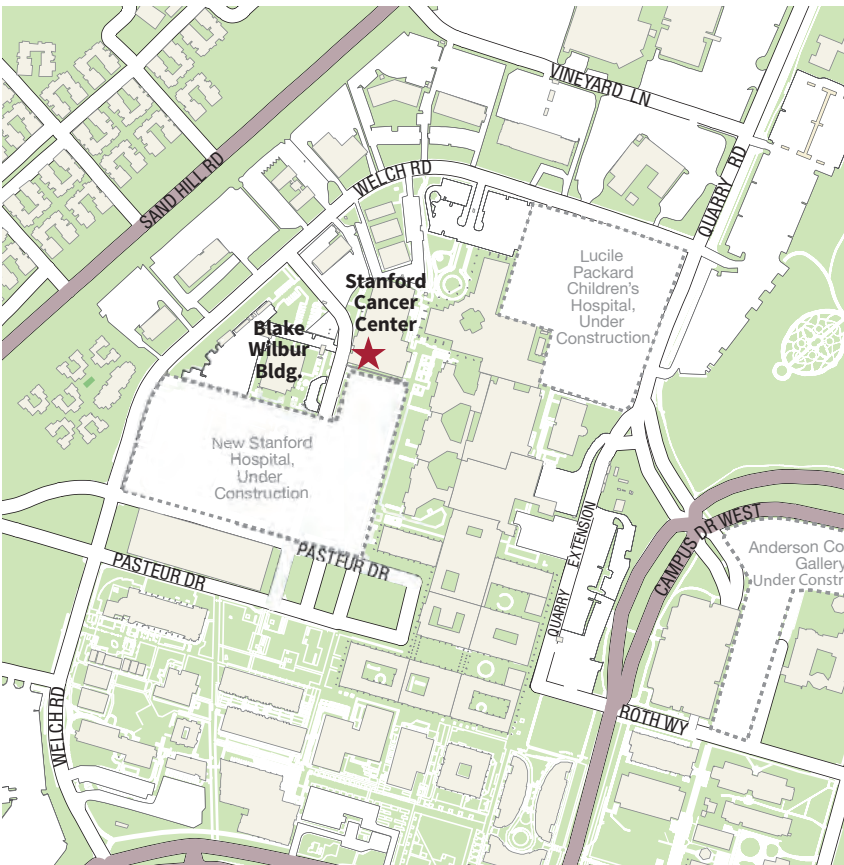 VINEYARD LN
SAND HILL RD
WELCH RD
QUARRY RD
Lucile
Packard
Children's
Hospital,
Under
Construction
Stanford
Cancer
Center
Blake
Wilbur
Bldg.
New Stanford
Hospital,
Under
Construction
QUARRY EXTENSION
CAMPUS DR WEST
PASTEUR DR
PASTEUR DR
Anderson Co
Gallery
Under Constr
WELCH RD
ROTH WY